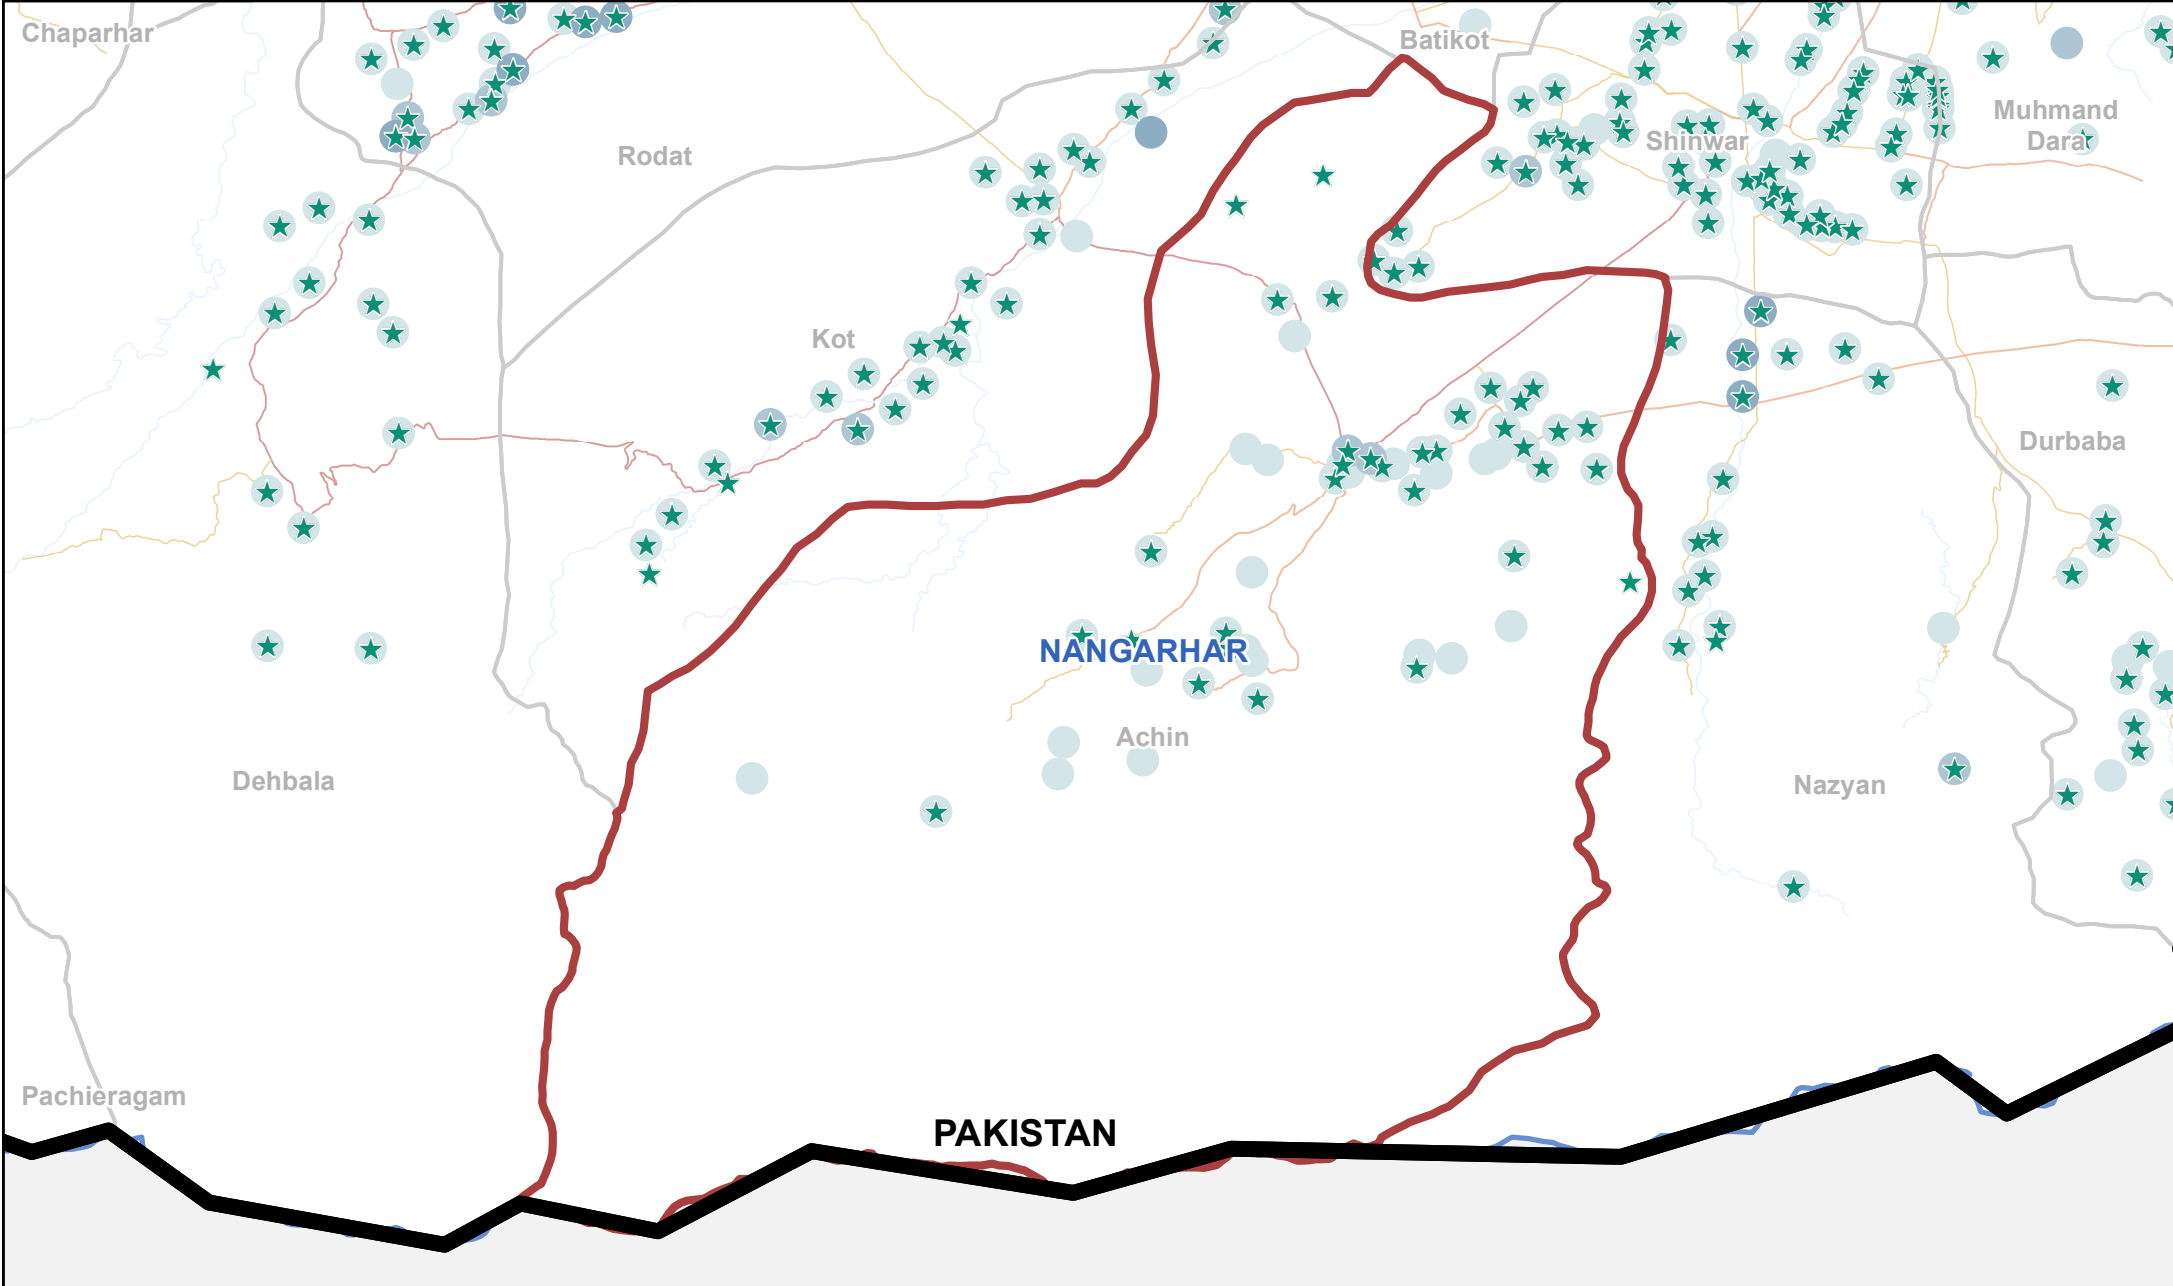 Chaparhar
Batikot
Rodat
Shinwar
Muhmand
Dara
Kot
Durbaba
NANGARHAR
Achin
Dehbala
Nazyan
Pachieragam
PAKISTAN